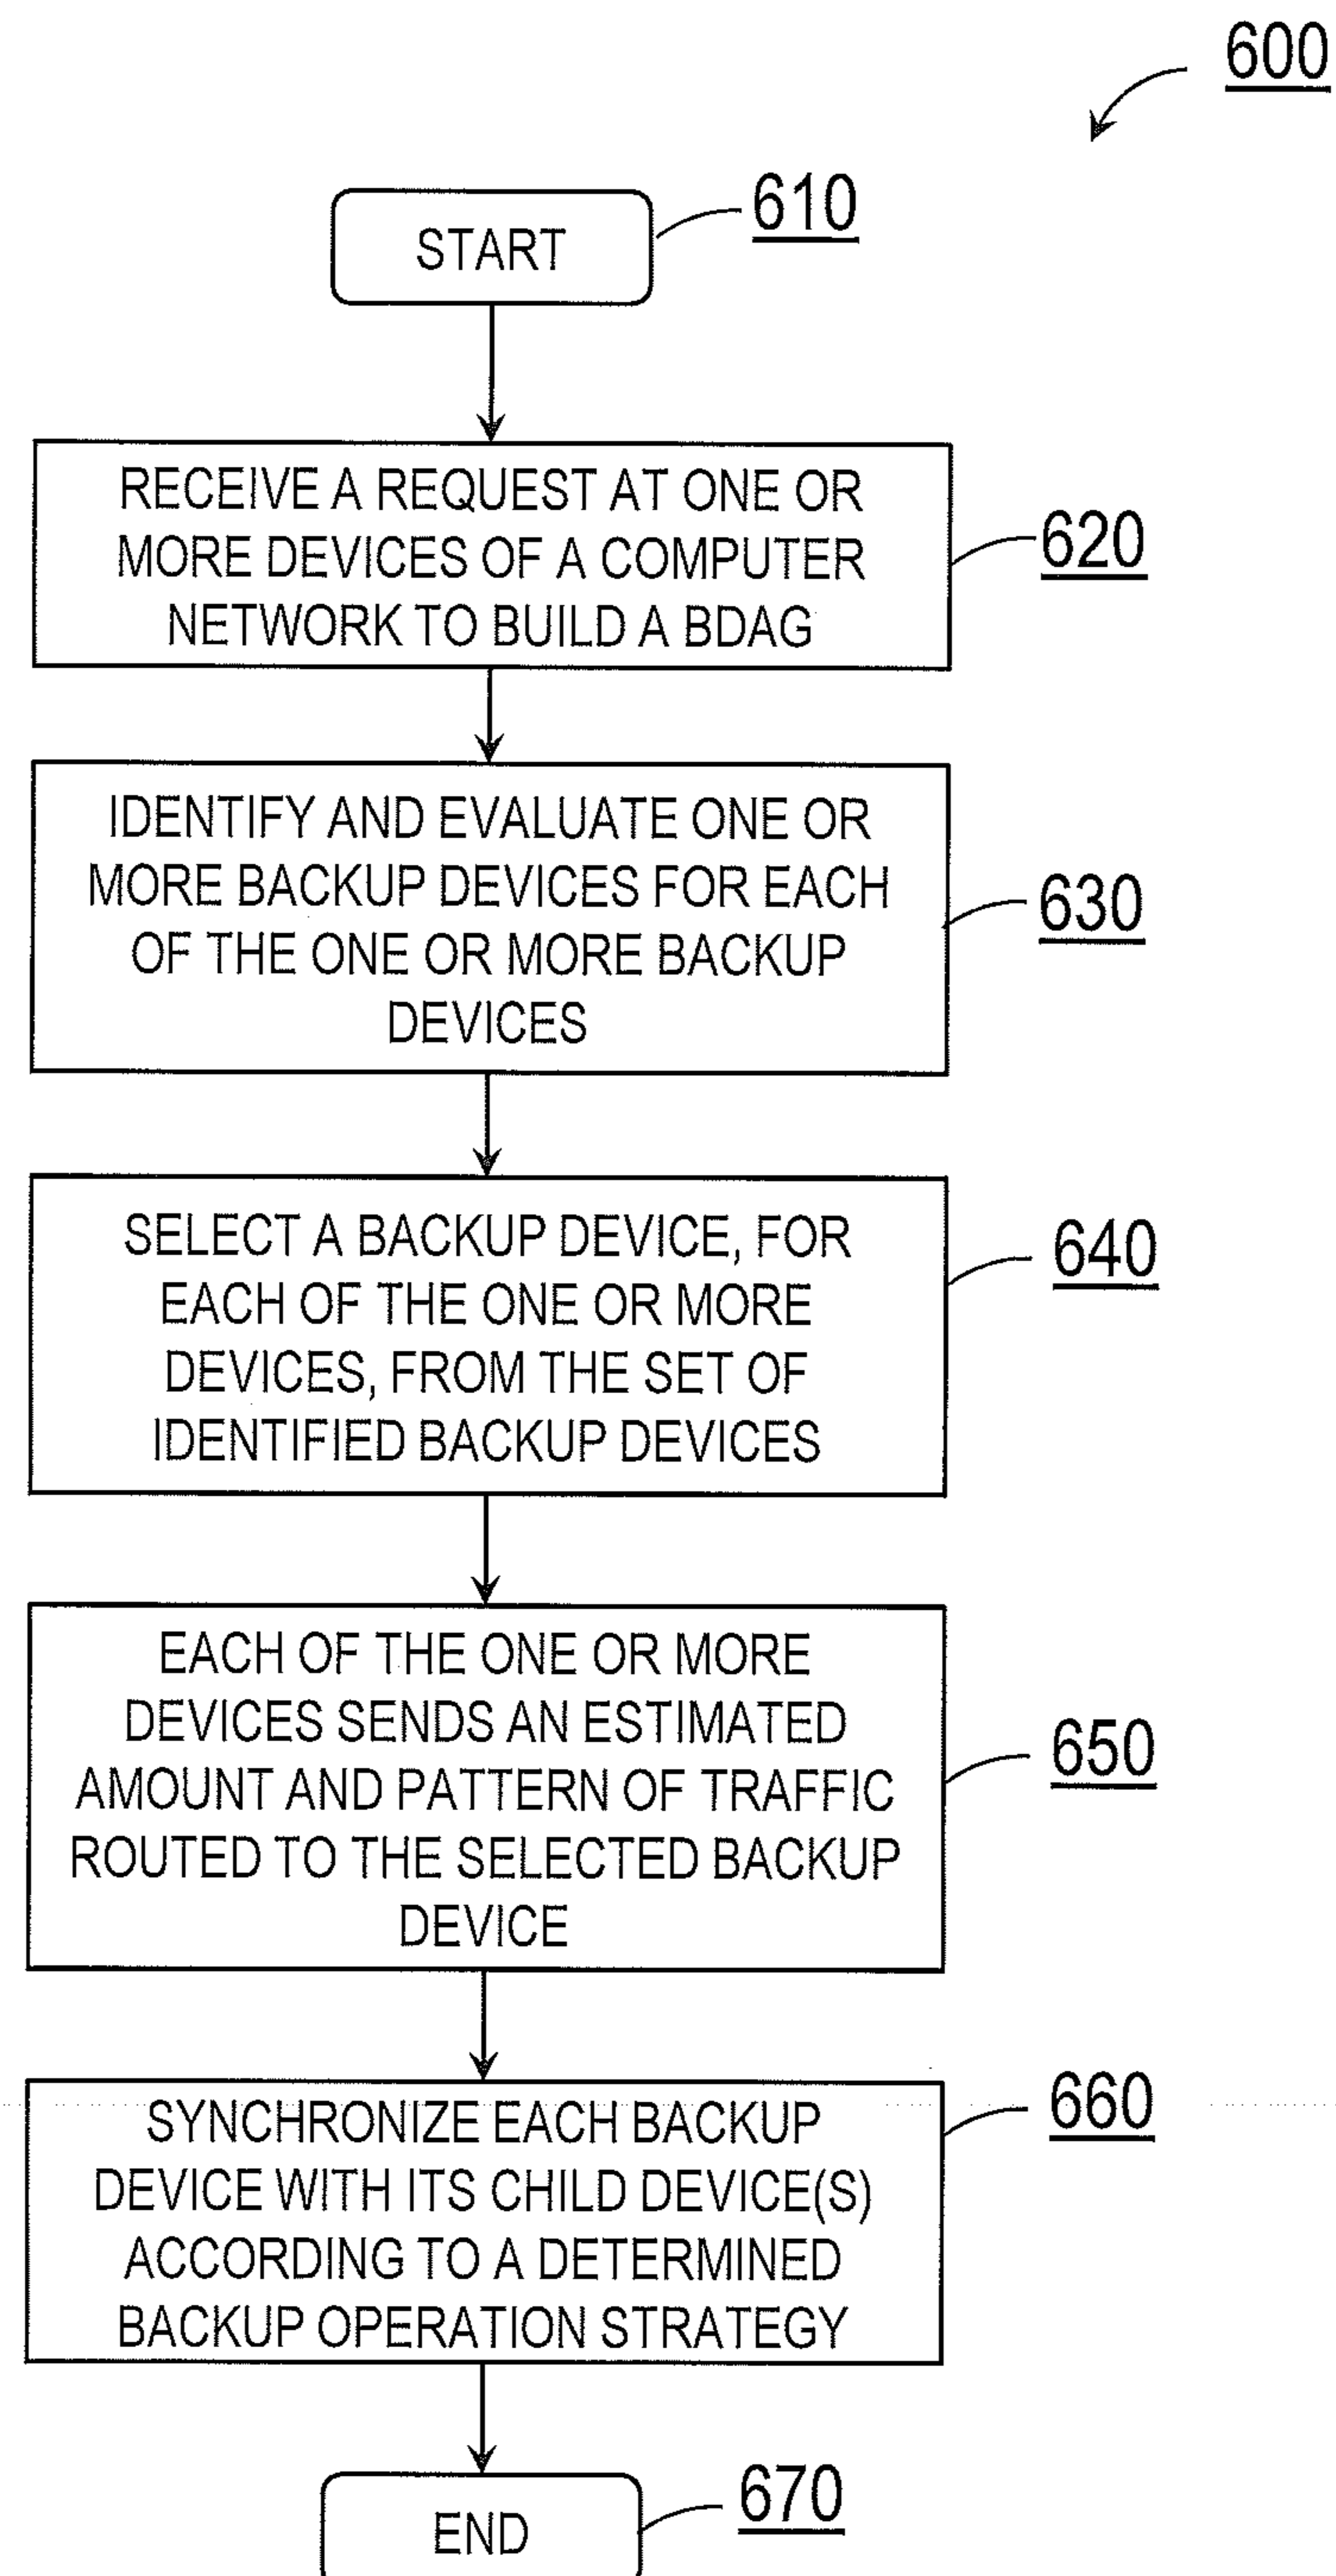 600
START
610
RECEIVE A REQUEST AT ONE OR
MORE DEVICES OF A COMPUTER
NETWORK TO BUILD A BDAG
620
IDENTIFY AND EVALUATE ONE OR
MORE BACKUP DEVICES FOR EACH
OF THE ONE OR MORE BACKUP
DEVICES
630
SELECT A BACKUP DEVICE, FOR
EACH OF THE ONE OR MORE
DEVICES, FROM THE SET OF
IDENTIFIED BACKUP DEVICES
640
EACH OF THE ONE OR MORE
DEVICES SENDS AN ESTIMATED
AMOUNT AND PATTERN OF TRAFFIC
ROUTED TO THE SELECTED BACKUP
DEVICE
650
SYNCHRONIZE EACH BACKUP
DEVICE WITH ITS CHILD DEVICE(S)
ACCORDING TO A DETERMINED
BACKUP OPERATION STRATEGY
660
END
670